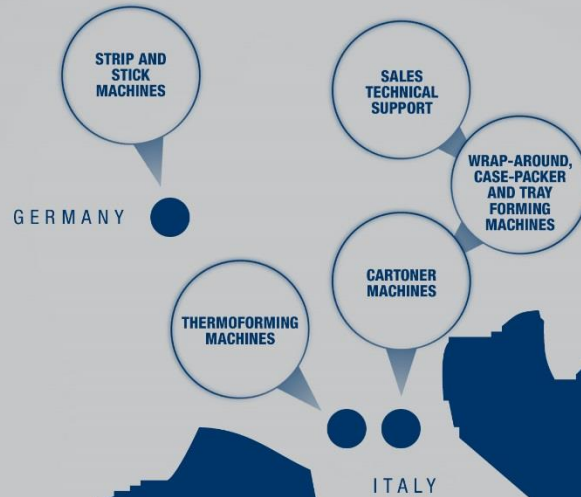 STRIP AND
STICK
MACHINES
SALES
TECHNICAL
SUPPORT
WRAP-AROUND,
CASE-PACKER
AND TRAY
FORMING
MACHINES
GERMANY
CARTONER
MACHINES
THERMOFORMING
MACHINES
ITALY